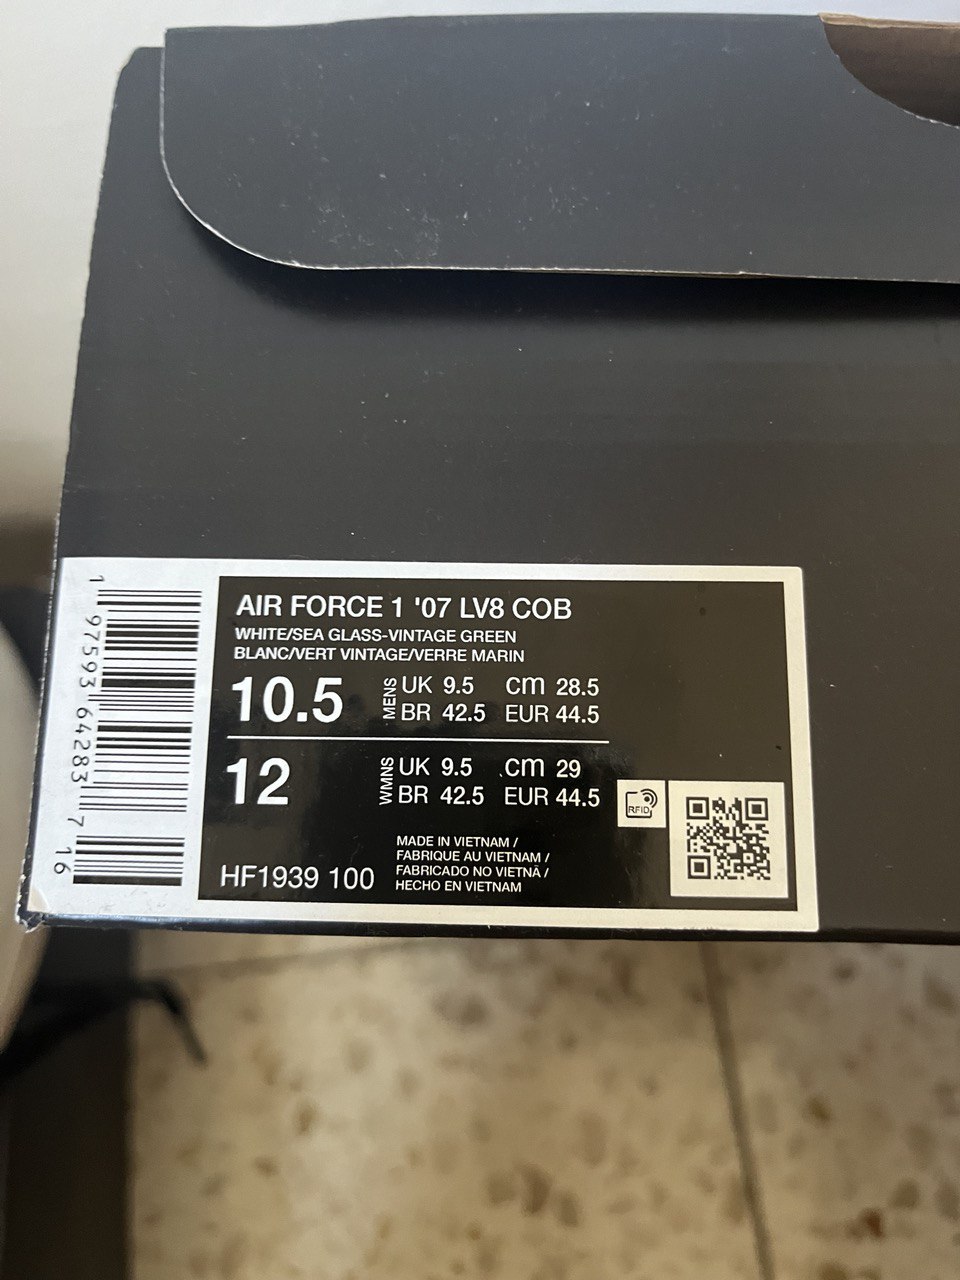 AIR FORCE 1 '07 LV8 COB
WHITE/SEA GLASS-VINTAGE GREEN
BLANC/VERT VINTAGE/VERRE MARIN
10.5 MENS UK 9.5 cm 28.5
BR 42.5 EUR 44.5
12 WMNS UK 9.5 cm 29
BR 42.5 EUR 44.5
RFID
HF1939 100
MADE IN VIETNAM /
FABRIQUE AU VIETNAM /
FABRICADO NO VIETNÃ /
HECHO EN VIETNAM
1 97593 64283 7 16